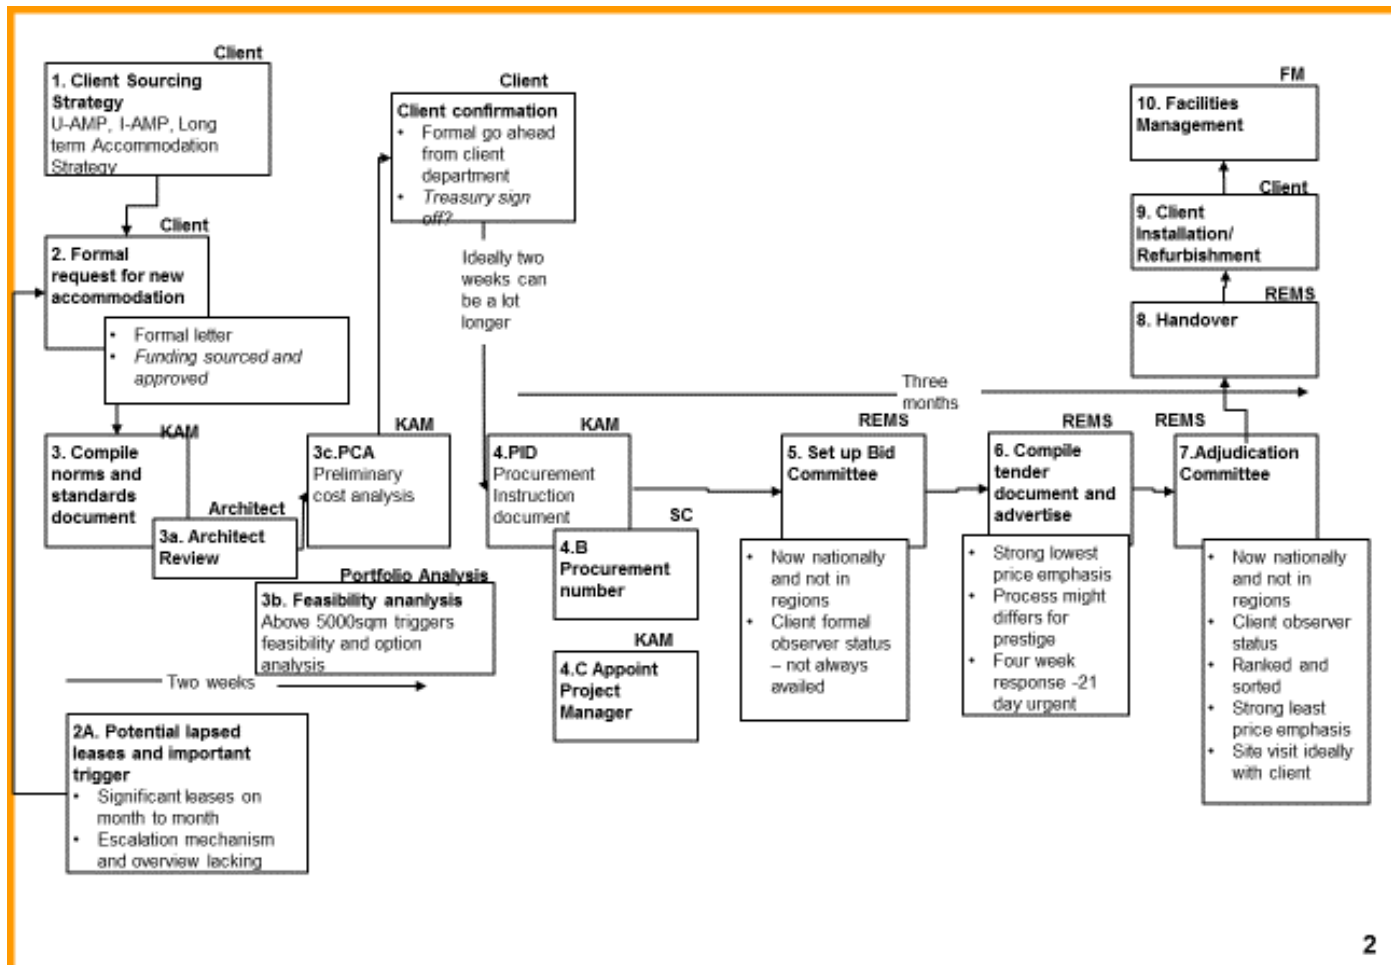 Client
1. Client Sourcing
Strategy
U-AMP, I-AMP, Long
term Accommodation
Strategy
Client
2. Formal
request for new
accommodation
• Formal letter
• Funding sourced and
approved
KAM
3. Compile
norms and
standards
document
Architect
3a. Architect
Review
Portfolio Analysis
3b. Feasibility ananlysis
Above 5000sqm triggers
feasibility and option
analysis
Two weeks
2A. Potential lapsed
leases and important
trigger
• Significant leases on
month to month
• Escalation mechanism
and overview lacking
KAM
3c.PCA
Preliminary
cost analysis
Client
Client confirmation
• Formal go ahead
from client
department
• Treasury sign
off?
Ideally two
weeks can
be a lot
longer
KAM
4.PID
Procurement
Instruction
document
SC
4.B
Procurement
number
KAM
4.C Appoint
Project
Manager
Three
months
REMS
5. Set up Bid
Committee
• Now nationally
and not in
regions
• Client formal
observer status
– not always
availed
REMS
6. Compile
tender
document and
advertise
• Strong lowest
price emphasis
• Process might
differs for
prestige
• Four week
response -21
day urgent
REMS
7.Adjudication
Committee
• Now nationally
and not in
regions
• Client observer
status
• Ranked and
sorted
• Strong least
price emphasis
• Site visit ideally
with client
REMS
8. Handover
Client
9. Client
Installation/
Refurbishment
FM
10. Facilities
Management
2